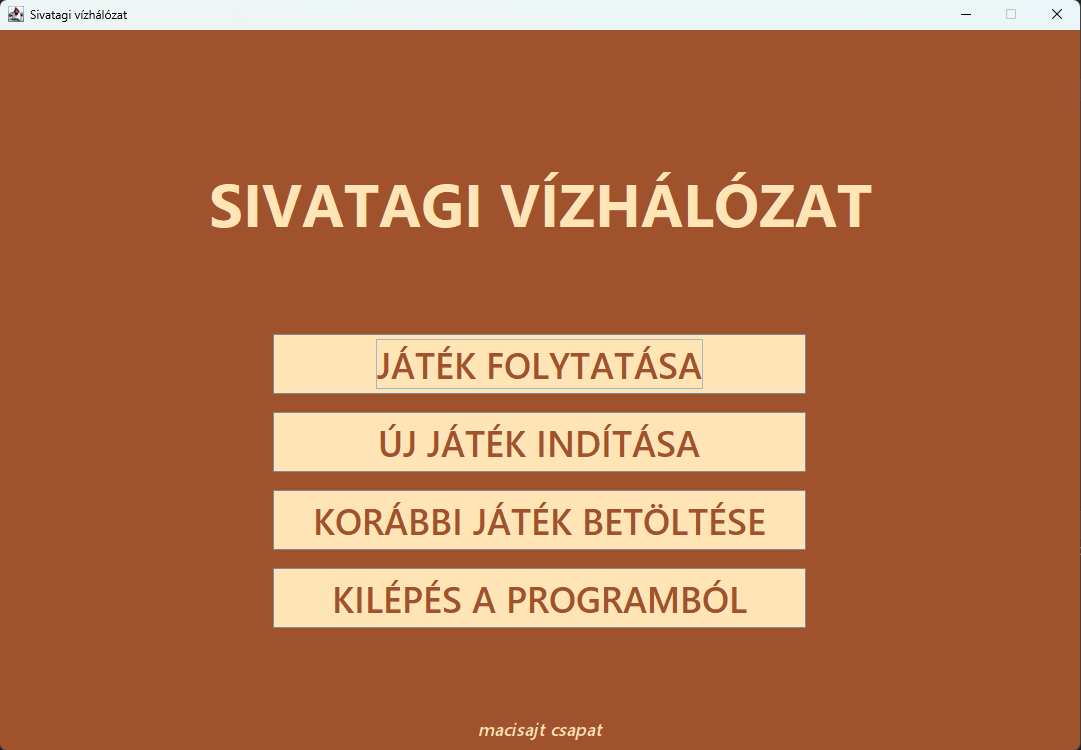 Sivatagi vízhálózat
SIVATAGI VÍZHÁLÓZAT
JÁTÉK FOLYTATÁSA
ÚJ JÁTÉK INDÍTÁSA
KORÁBBI JÁTÉK BETÖLTÉSE
KILÉPÉS A PROGRAMBÓL
macisajt csapat